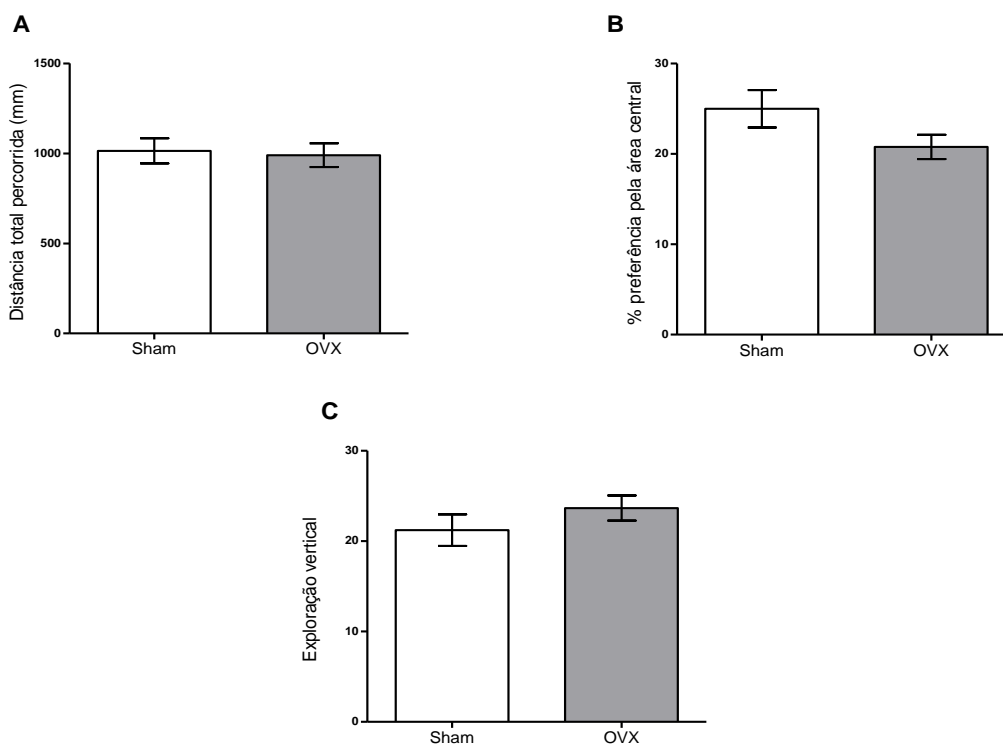 A
Distância total percorrida (mm)
1500
1000
500
0
Sham
OVX
B
% preferência pela área central
30
20
10
0
Sham
OVX
C
Exploração vertical
30
20
10
0
Sham
OVX